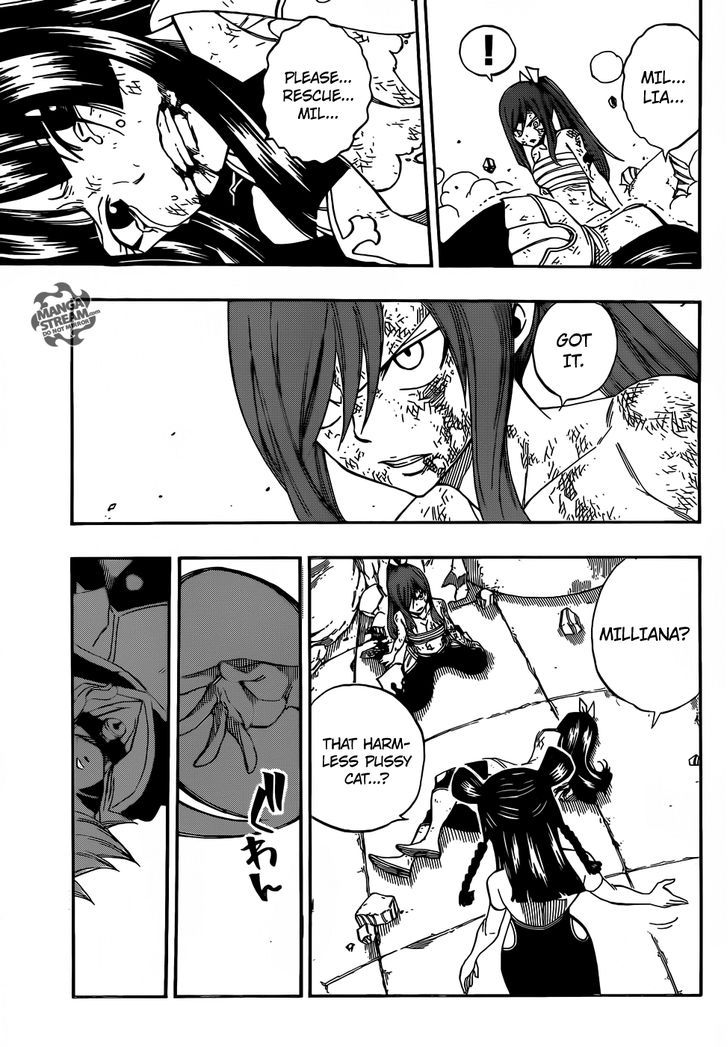 MIL...
LIA...
!
PLEASE...
RESCUE...
MIL...
MANGA
STREAM.com
DO NOT MIRROR
GOT
IT.
MILLIANA?
THAT HARM-
LESS PUSSY
CAT...?
ぐわん